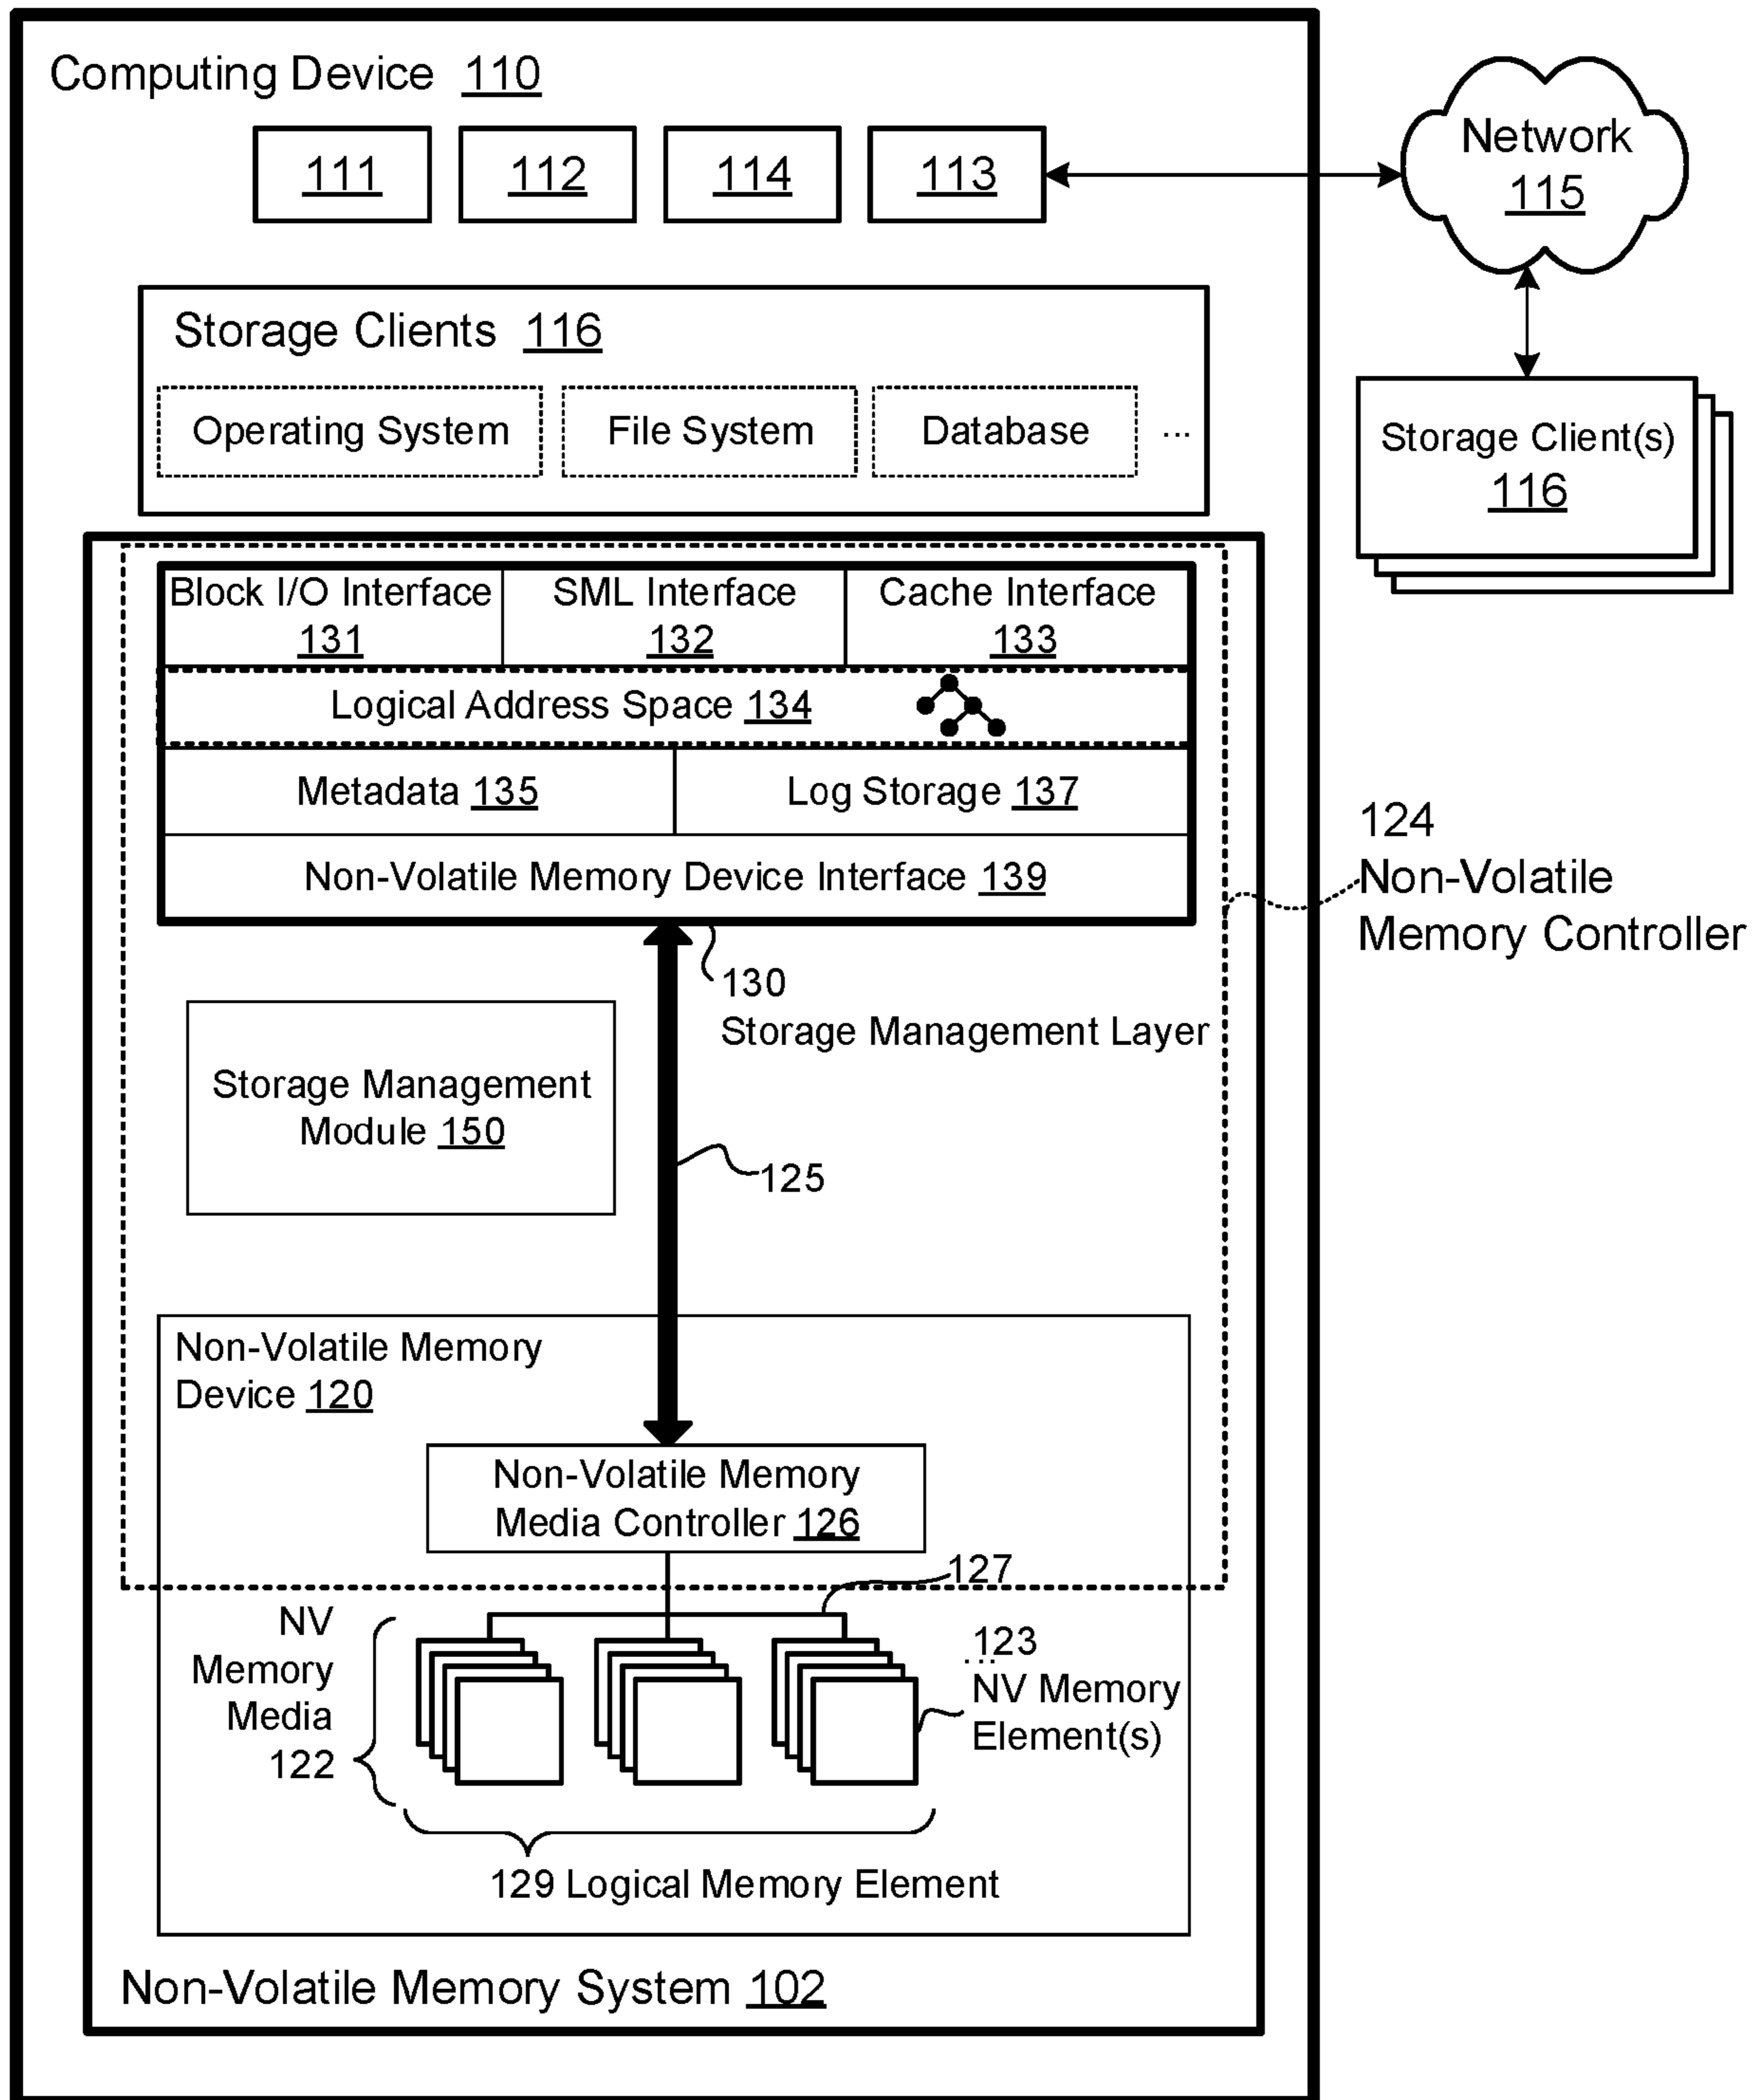 Computing Device 110
111
112
114
113
Network
115
Storage Clients 116
Operating System
File System
Database
...
Storage Client(s)
116
Block I/O Interface
131
SML Interface
132
Cache Interface
133
Logical Address Space 134
Metadata 135
Log Storage 137
Non-Volatile Memory Device Interface 139
124
Non-Volatile
Memory Controller
130
Storage Management Layer
Storage Management
Module 150
125
Non-Volatile Memory
Device 120
Non-Volatile Memory
Media Controller 126
127
NV
Memory
Media
122
...
123
NV Memory
Element(s)
129 Logical Memory Element
Non-Volatile Memory System 102